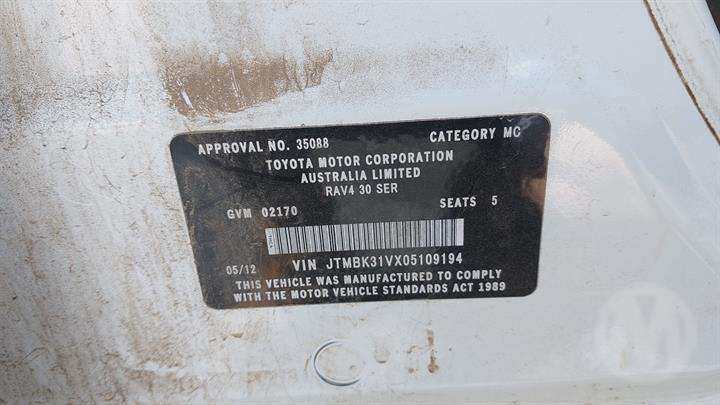 APPROVAL NO. 35088 CATEGORY MC
TOYOTA MOTOR CORPORATION
AUSTRALIA LIMITED
RAV4 30 SER
GVM 02170 SEATS 5
05/12 VIN JTMBK31VX05109194
THIS VEHICLE WAS MANUFACTURED TO COMPLY
WITH THE MOTOR VEHICLE STANDARDS ACT 1989
M